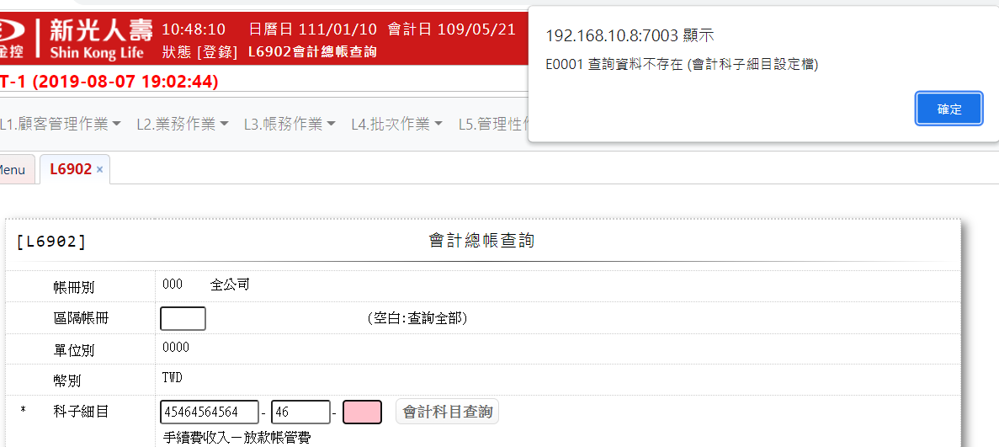 192.168.10.8:7003 顯示
E0001 查詢資料不存在 (會計科子細目設定檔)
確定
金控
新光人壽
Shin Kong Life
10:48:10 日曆日 111/01/10 會計日 109/05/21
狀態 [登錄] L6902會計總帳查詢
T-1 (2019-08-07 19:02:44)
L1.顧客管理作業 L2.業務作業 L3.帳務作業 L4.批次作業 L5.管理性
Menu L6902 ×
[L6902] 會計總帳查詢
帳冊別 000 全公司
區隔帳冊 (空白:查詢全部)
單位別 0000
幣別 TWD
* 科子細目 45464564564 - 46 - 會計科目查詢
手續費收入－放款帳管費